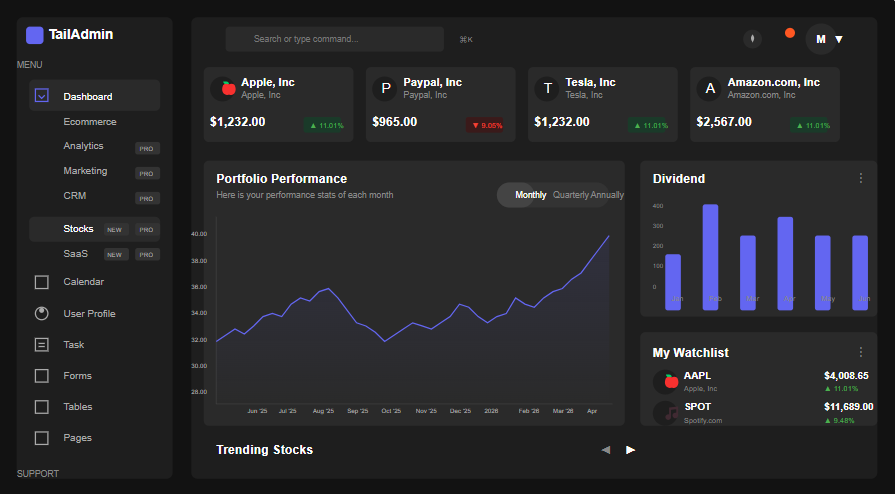 TailAdmin
MENU
Dashboard
Ecommerce
Analytics PRO
Marketing PRO
CRM PRO
Stocks NEW PRO
SaaS NEW PRO
Calendar
User Profile
Task
Forms
Tables
Pages
SUPPORT
Search or type command... ⌘K
M ▼
Apple, Inc
Apple, Inc
$1,232.00 ▲ 11.01%
P Paypal, Inc
Paypal, Inc
$965.00 ▼ 9.05%
T Tesla, Inc
Tesla, Inc
$1,232.00 ▲ 11.01%
A Amazon.com, Inc
Amazon.com, Inc
$2,567.00 ▲ 11.01%
Portfolio Performance
Here is your performance stats of each month
Monthly Quarterly Annually
40.00
38.00
36.00
34.00
32.00
30.00
28.00
Jun '25 Jul '25 Aug '25 Sep '25 Oct '25 Nov '25 Dec '25 2026 Feb '26 Mar '26 Apr
Dividend ⋮
400
300
200
100
0
Jan Feb Mar Apr May Jun
My Watchlist ⋮
AAPL $4,008.65
Apple, Inc ▲ 11.01%
SPOT $11,689.00
Spotify.com ▲ 9.48%
Trending Stocks ◀ ▶